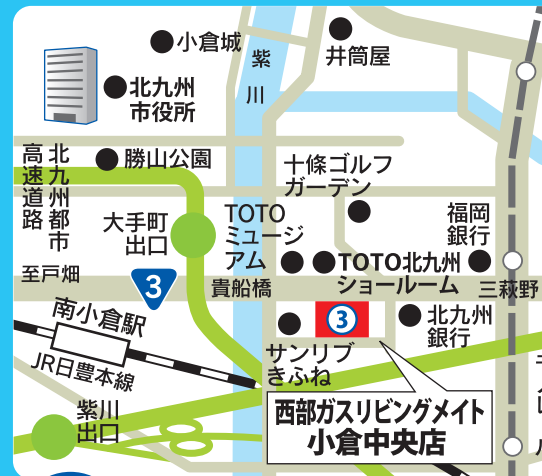 小倉城
井筒屋
紫川
北九州
市役所
勝山公園
北九州都市
高速道路
十條ゴルフ
ガーデン
大手町
出口
TOTO
ミュージ
アム
福岡
銀行
TOTO北九州
ショールーム
至戸畑
3
貴船橋
三萩野
南小倉駅
3
北九州
銀行
JR日豊本線
サンリブ
きふね
紫川
出口
西部ガスリビングメイト
小倉中央店